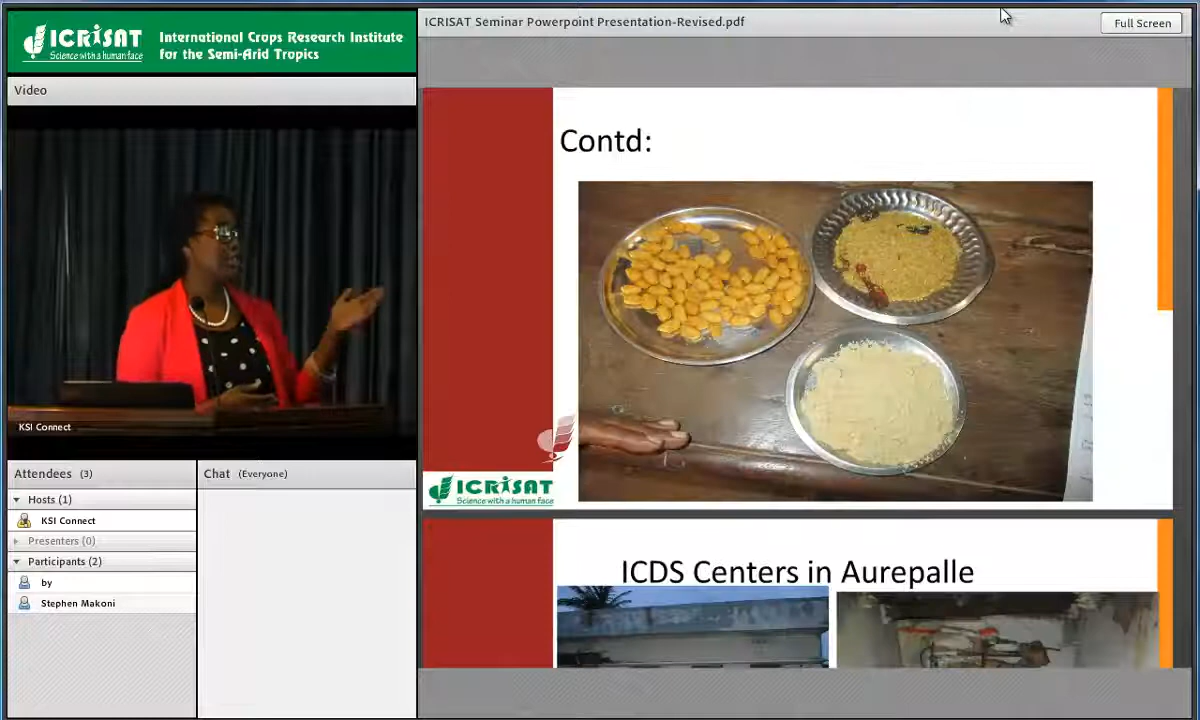 ICRISAT
Science with a human face
International Crops Research Institute
for the Semi-Arid Tropics
Video
KSI Connect
Attendees (3)
Hosts (1)
KSI Connect
Presenters (0)
Participants (2)
by
Stephen Makoni
Chat (Everyone)
ICRISAT Seminar Powerpoint Presentation-Revised.pdf
Full Screen
Contd:
ICRISAT
Science with a human face
ICDS Centers in Aurepalle